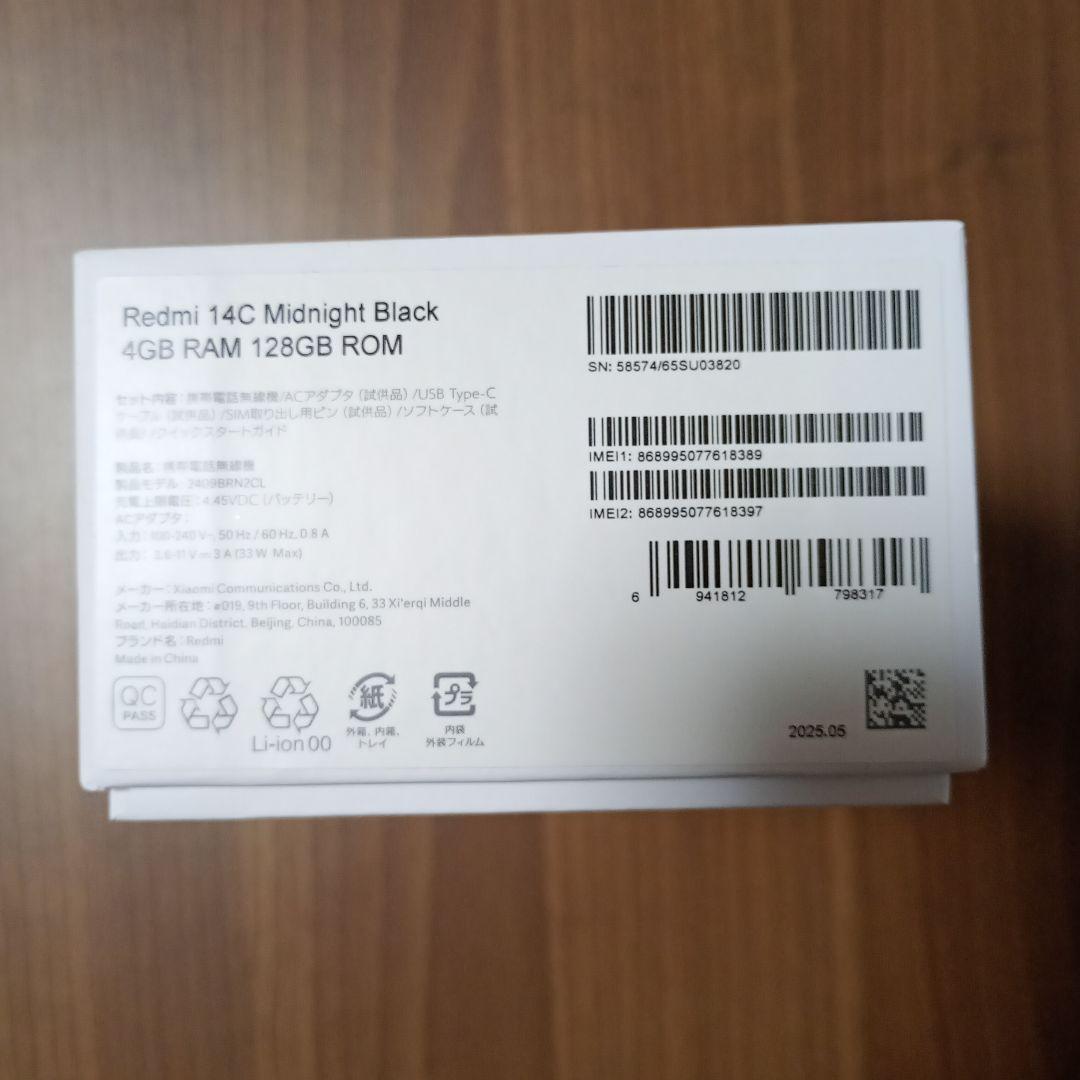 Redmi 14C Midnight Black
4GB RAM 128GB ROM
セット内容：携帯電話無線機/ACアダプタ（試供品）/USB Type-C
ケーブル（試供品）/SIM取り出し用ピン（試供品）/ソフトケース（試
供品）/クイックスタートガイド
製品名：携帯電話無線機
製品モデル：2409BRN2CL
充電上限電圧：4.45VDC（バッテリー）
ACアダプタ：
入力：100-240 V~, 50 Hz / 60 Hz, 0.8 A
出力：3.6-11 V⎓3 A (33 W Max)
メーカー：Xiaomi Communications Co., Ltd.
メーカー所在地：#019, 9th Floor, Building 6, 33 Xi'erqi Middle
Road, Haidian District, Beijing, China, 100085
ブランド名：Redmi
Made in China
QC
PASS
Li-ion 00
紙
外箱、内箱、
トレイ
プラ
内袋
外装フィルム
SN: 58574/65SU03820
IMEI1: 868995077618389
IMEI2: 868995077618397
6 941812 798317
2025.05